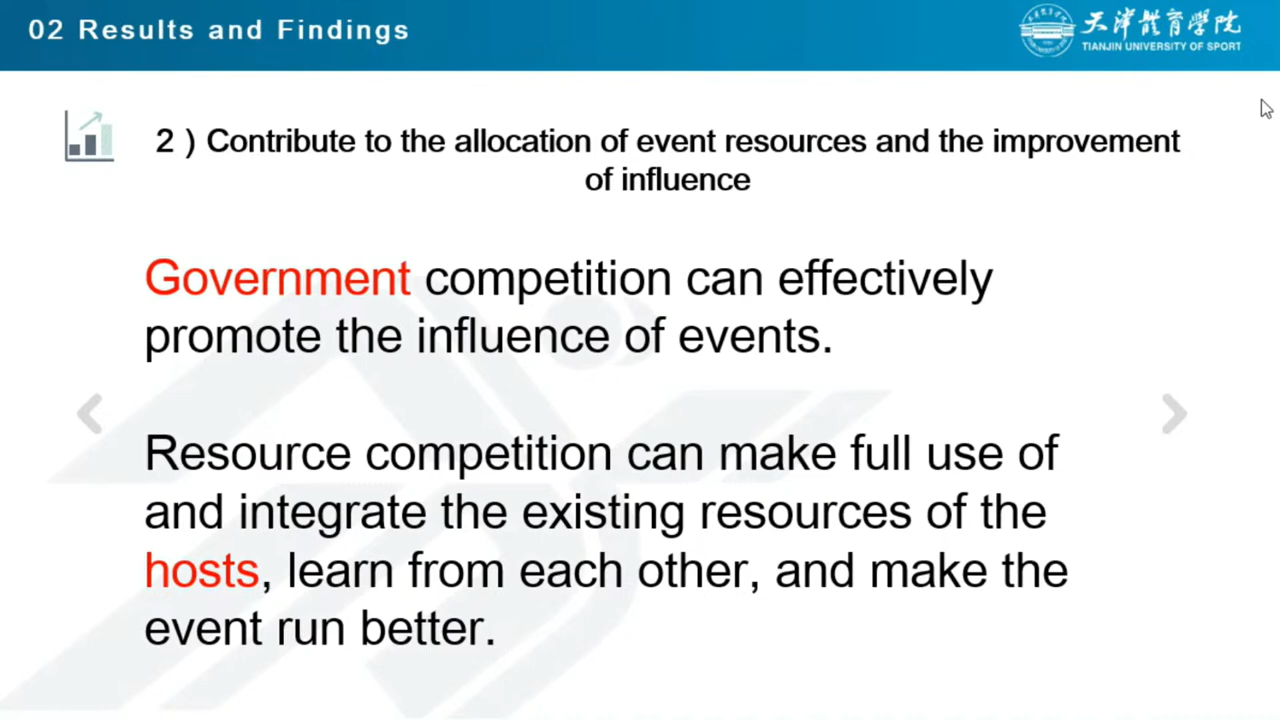 02 Results and Findings
天津體育學院
TIANJIN UNIVERSITY OF SPORT
2）Contribute to the allocation of event resources and the improvement
of influence
Government competition can effectively
promote the influence of events.
Resource competition can make full use of
and integrate the existing resources of the
hosts, learn from each other, and make the
event run better.